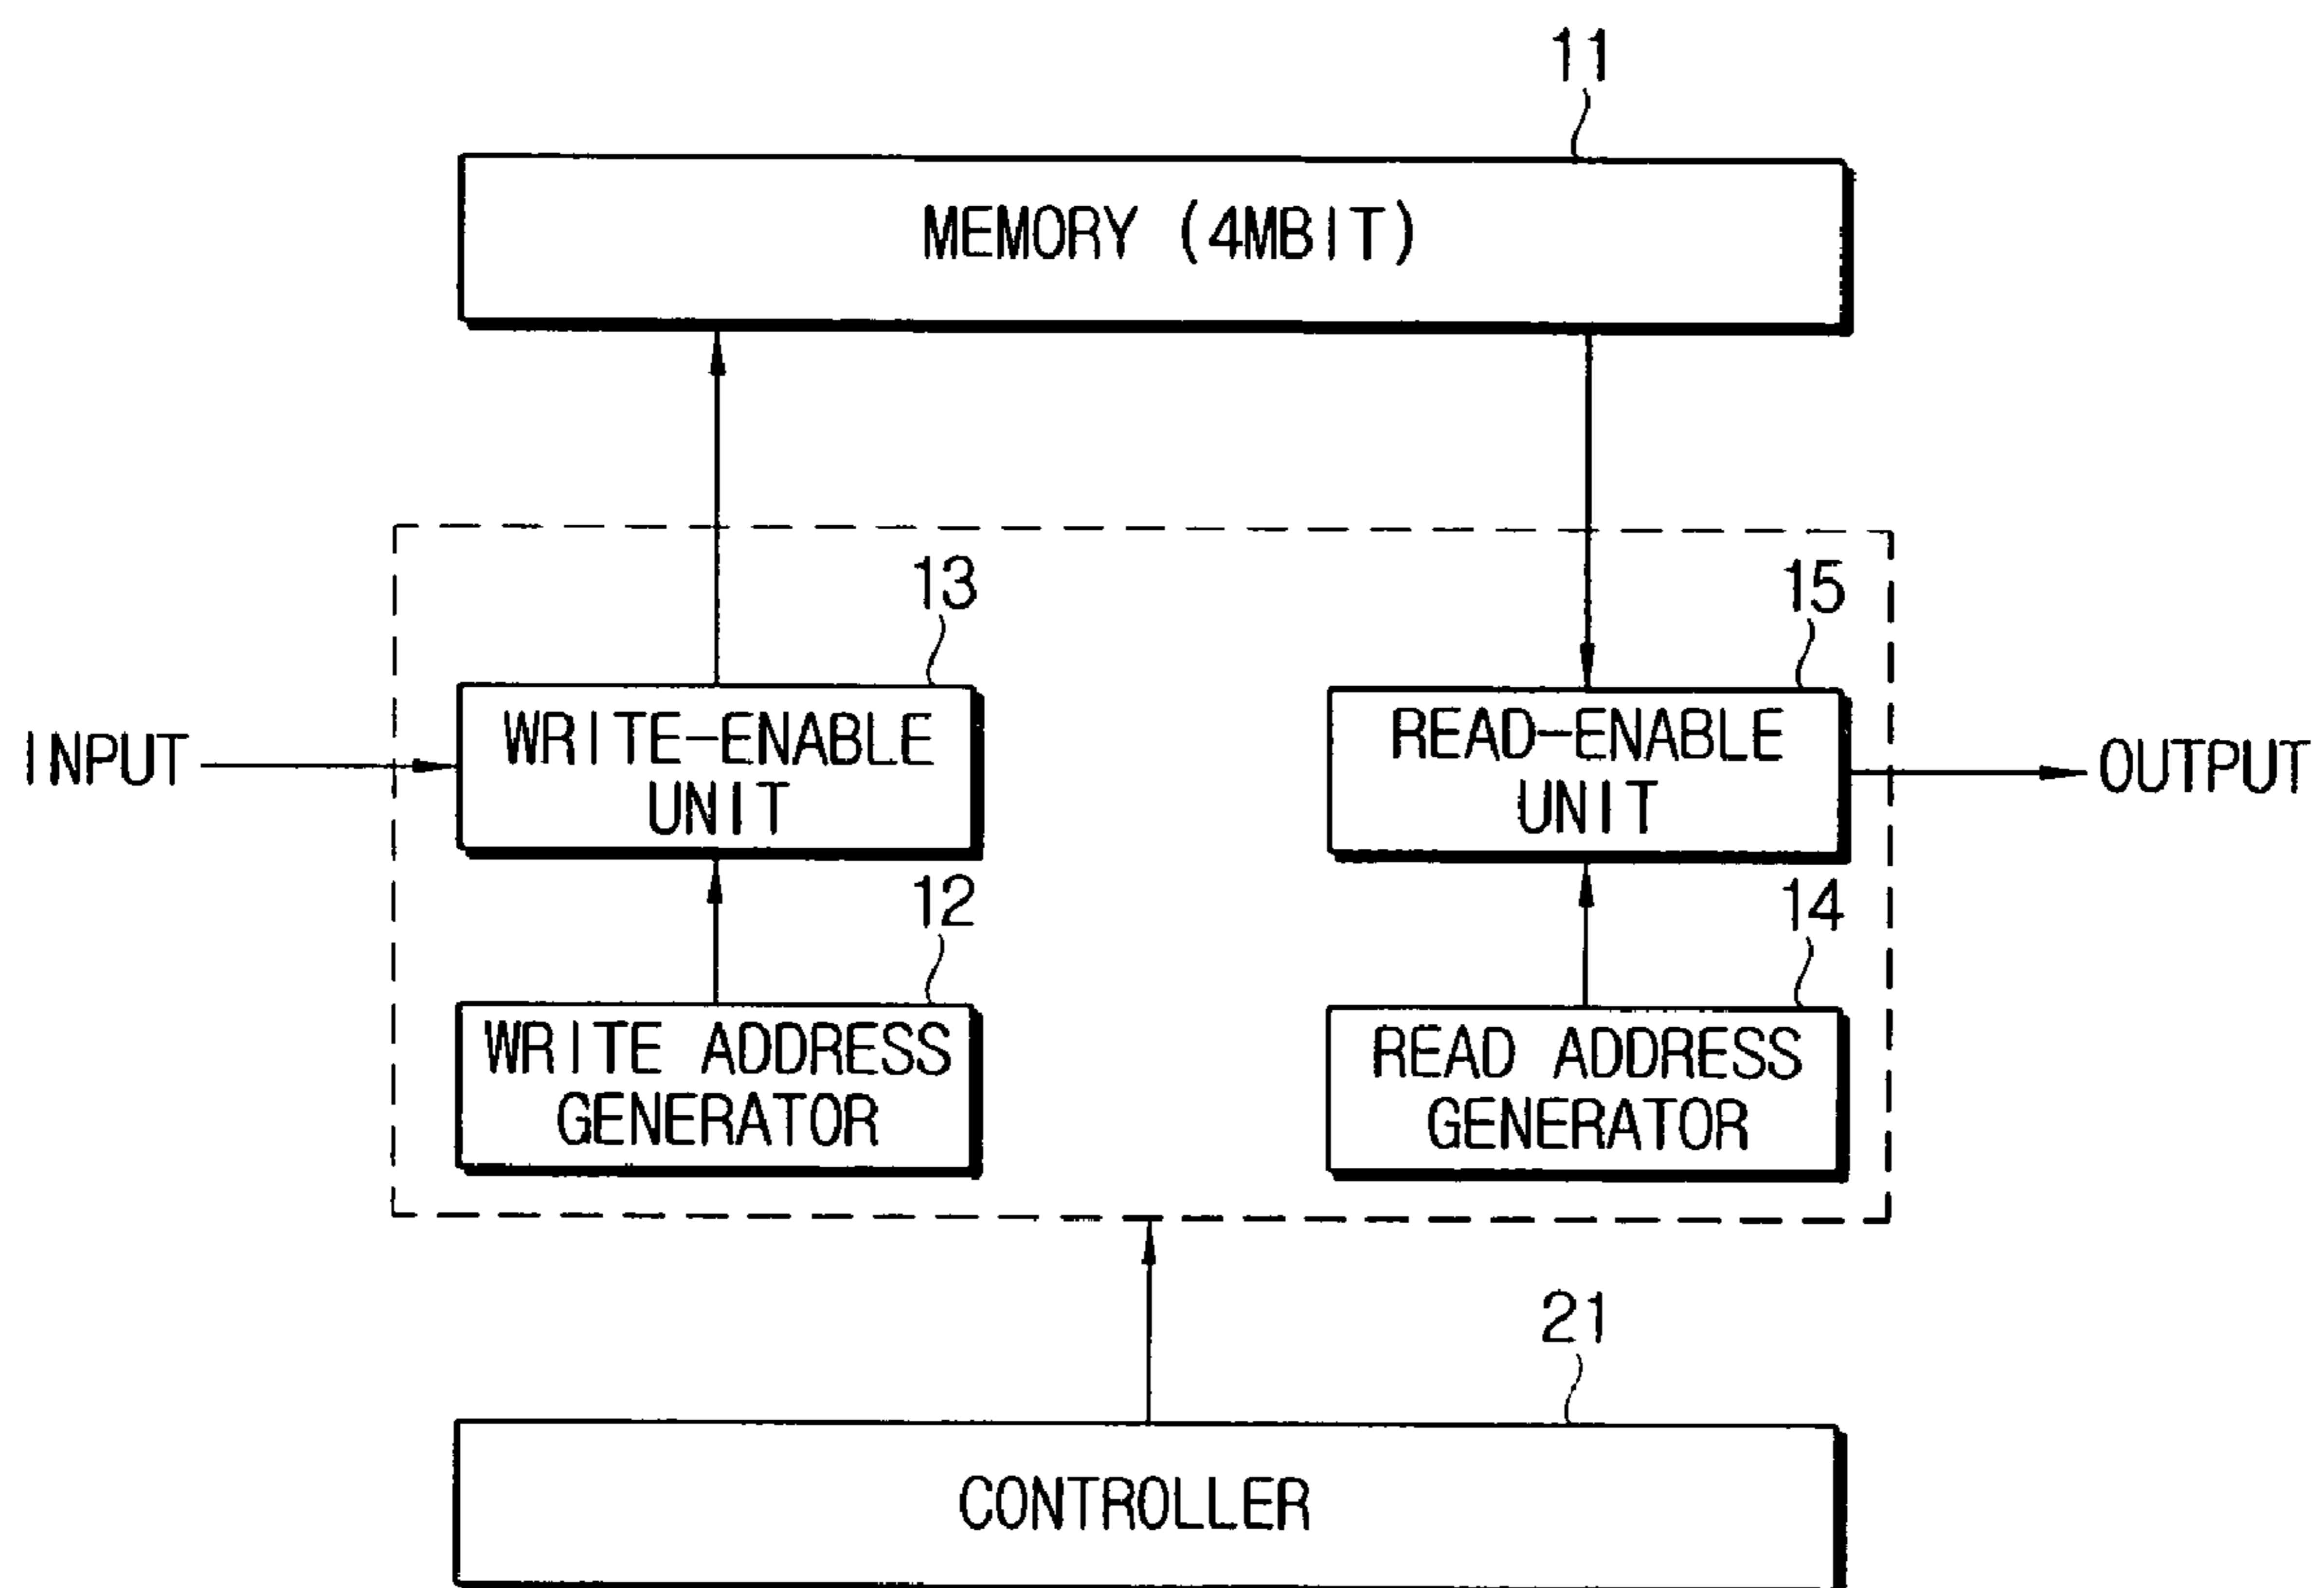 11
MEMORY (4MBIT)
13
15
INPUT
WRITE-ENABLE
UNIT
READ-ENABLE
UNIT
OUTPUT
12
14
WRITE ADDRESS
GENERATOR
READ ADDRESS
GENERATOR
21
CONTROLLER